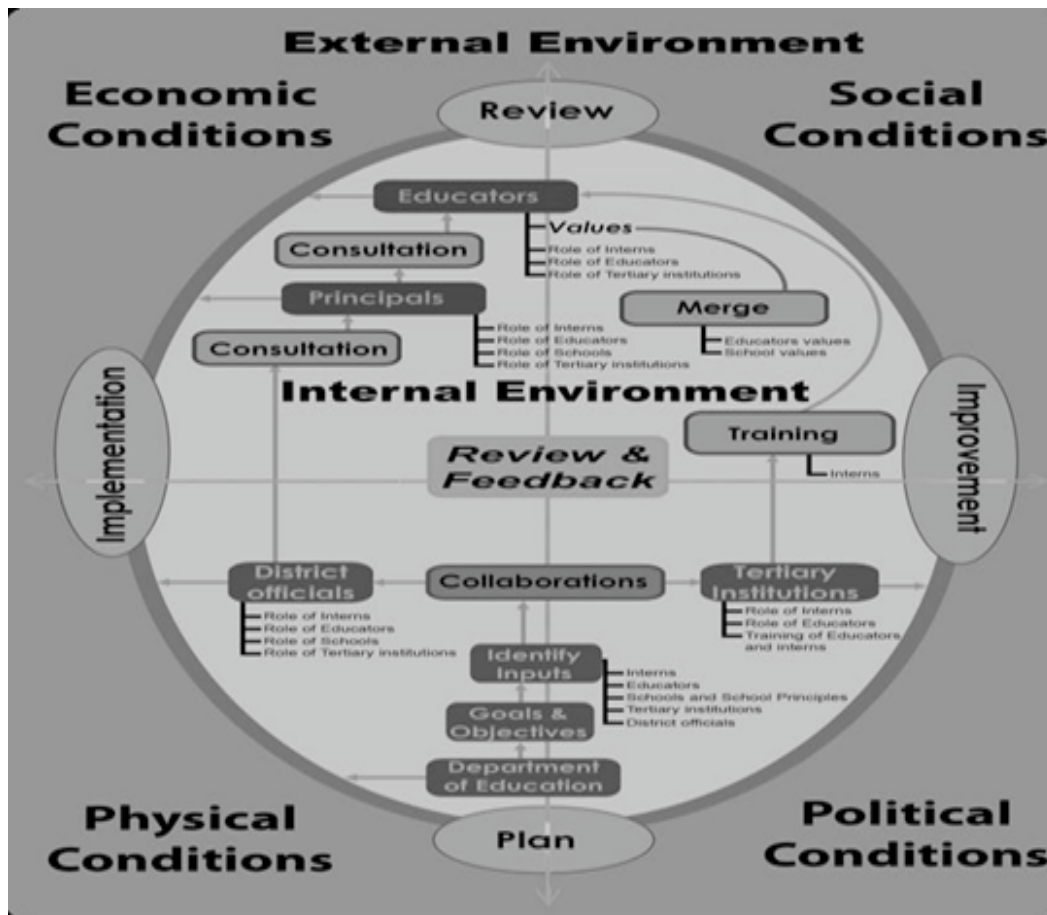 External Environment
Economic
Conditions
Social
Conditions
Review
Educators
Values
Role of Interns
Role of Educators
Role of Tertiary institutions
Consultation
Principals
Role of Interns
Role of Educators
Role of Schools
Role of Tertiary institutions
Merge
Educators values
School values
Consultation
Internal Environment
Implementation
Improvement
Training
Interns
Review &
Feedback
District
officials
Role of Interns
Role of Educators
Role of Schools
Role of Tertiary institutions
Collaborations
Tertiary
Institutions
Role of Interns
Role of Educators
Training of Educators
and interns
Identify
Inputs
Interns
Educators
Schools and School Principles
Tertiary institutions
District officials
Goals &
Objectives
Department
of Education
Physical
Conditions
Plan
Political
Conditions